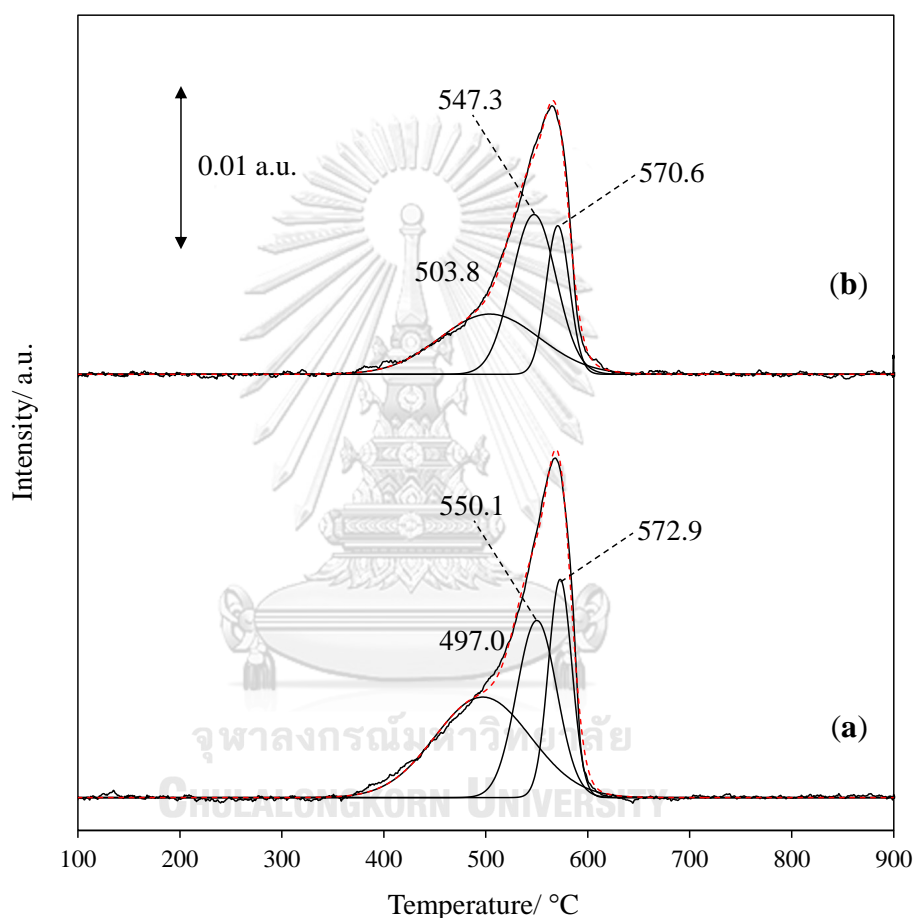 547.3
0.01 a.u.
570.6
503.8
(b)
Intensity/ a.u.
550.1
572.9
497.0
(a)
จุฬาลงกรณ์มหาวิทยาลัย
CHULALONGKORN UNIVERSITY
100 200 300 400 500 600 700 800 900
Temperature/ °C